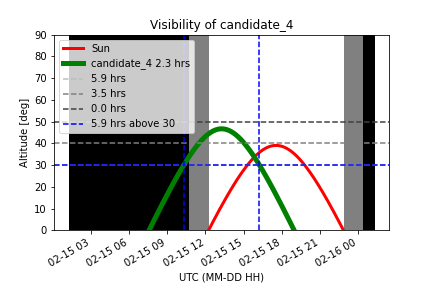 Visibility of candidate_4
90
80
70
60
50
40
30
20
10
0
Altitude [deg]
Sun
candidate_4 2.3 hrs
5.9 hrs
3.5 hrs
0.0 hrs
5.9 hrs above 30
02-15 03
02-15 06
02-15 09
02-15 12
02-15 15
02-15 18
02-15 21
02-16 00
UTC (MM-DD HH)